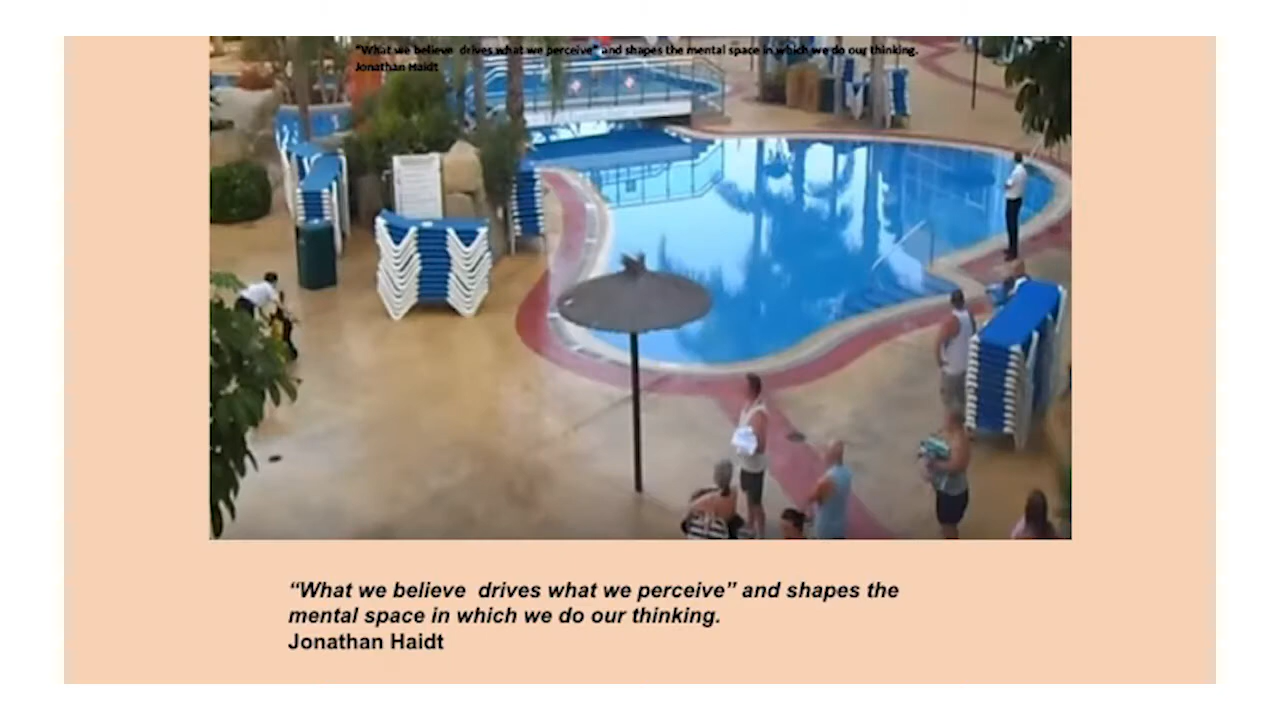 “What we believe  drives what we perceive” and shapes the mental space in which we do our thinking.
Jonathan Haidt
“What we believe  drives what we perceive” and shapes the
mental space in which we do our thinking.
Jonathan Haidt